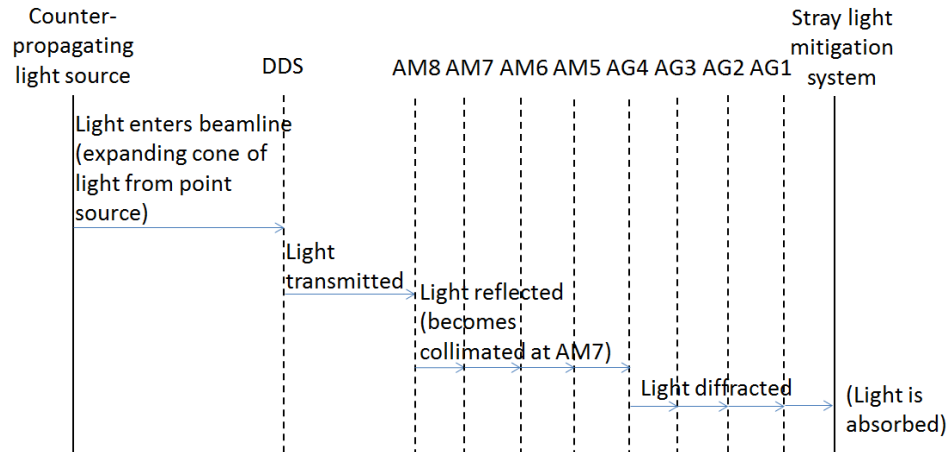 Counter-
propagating
light source
DDS
AM8 AM7 AM6 AM5 AG4 AG3 AG2 AG1
Stray light
mitigation
system
Light enters beamline
(expanding cone of
light from point
source)
Light
transmitted
Light reflected
(becomes
collimated at AM7)
Light diffracted
(Light is
absorbed)